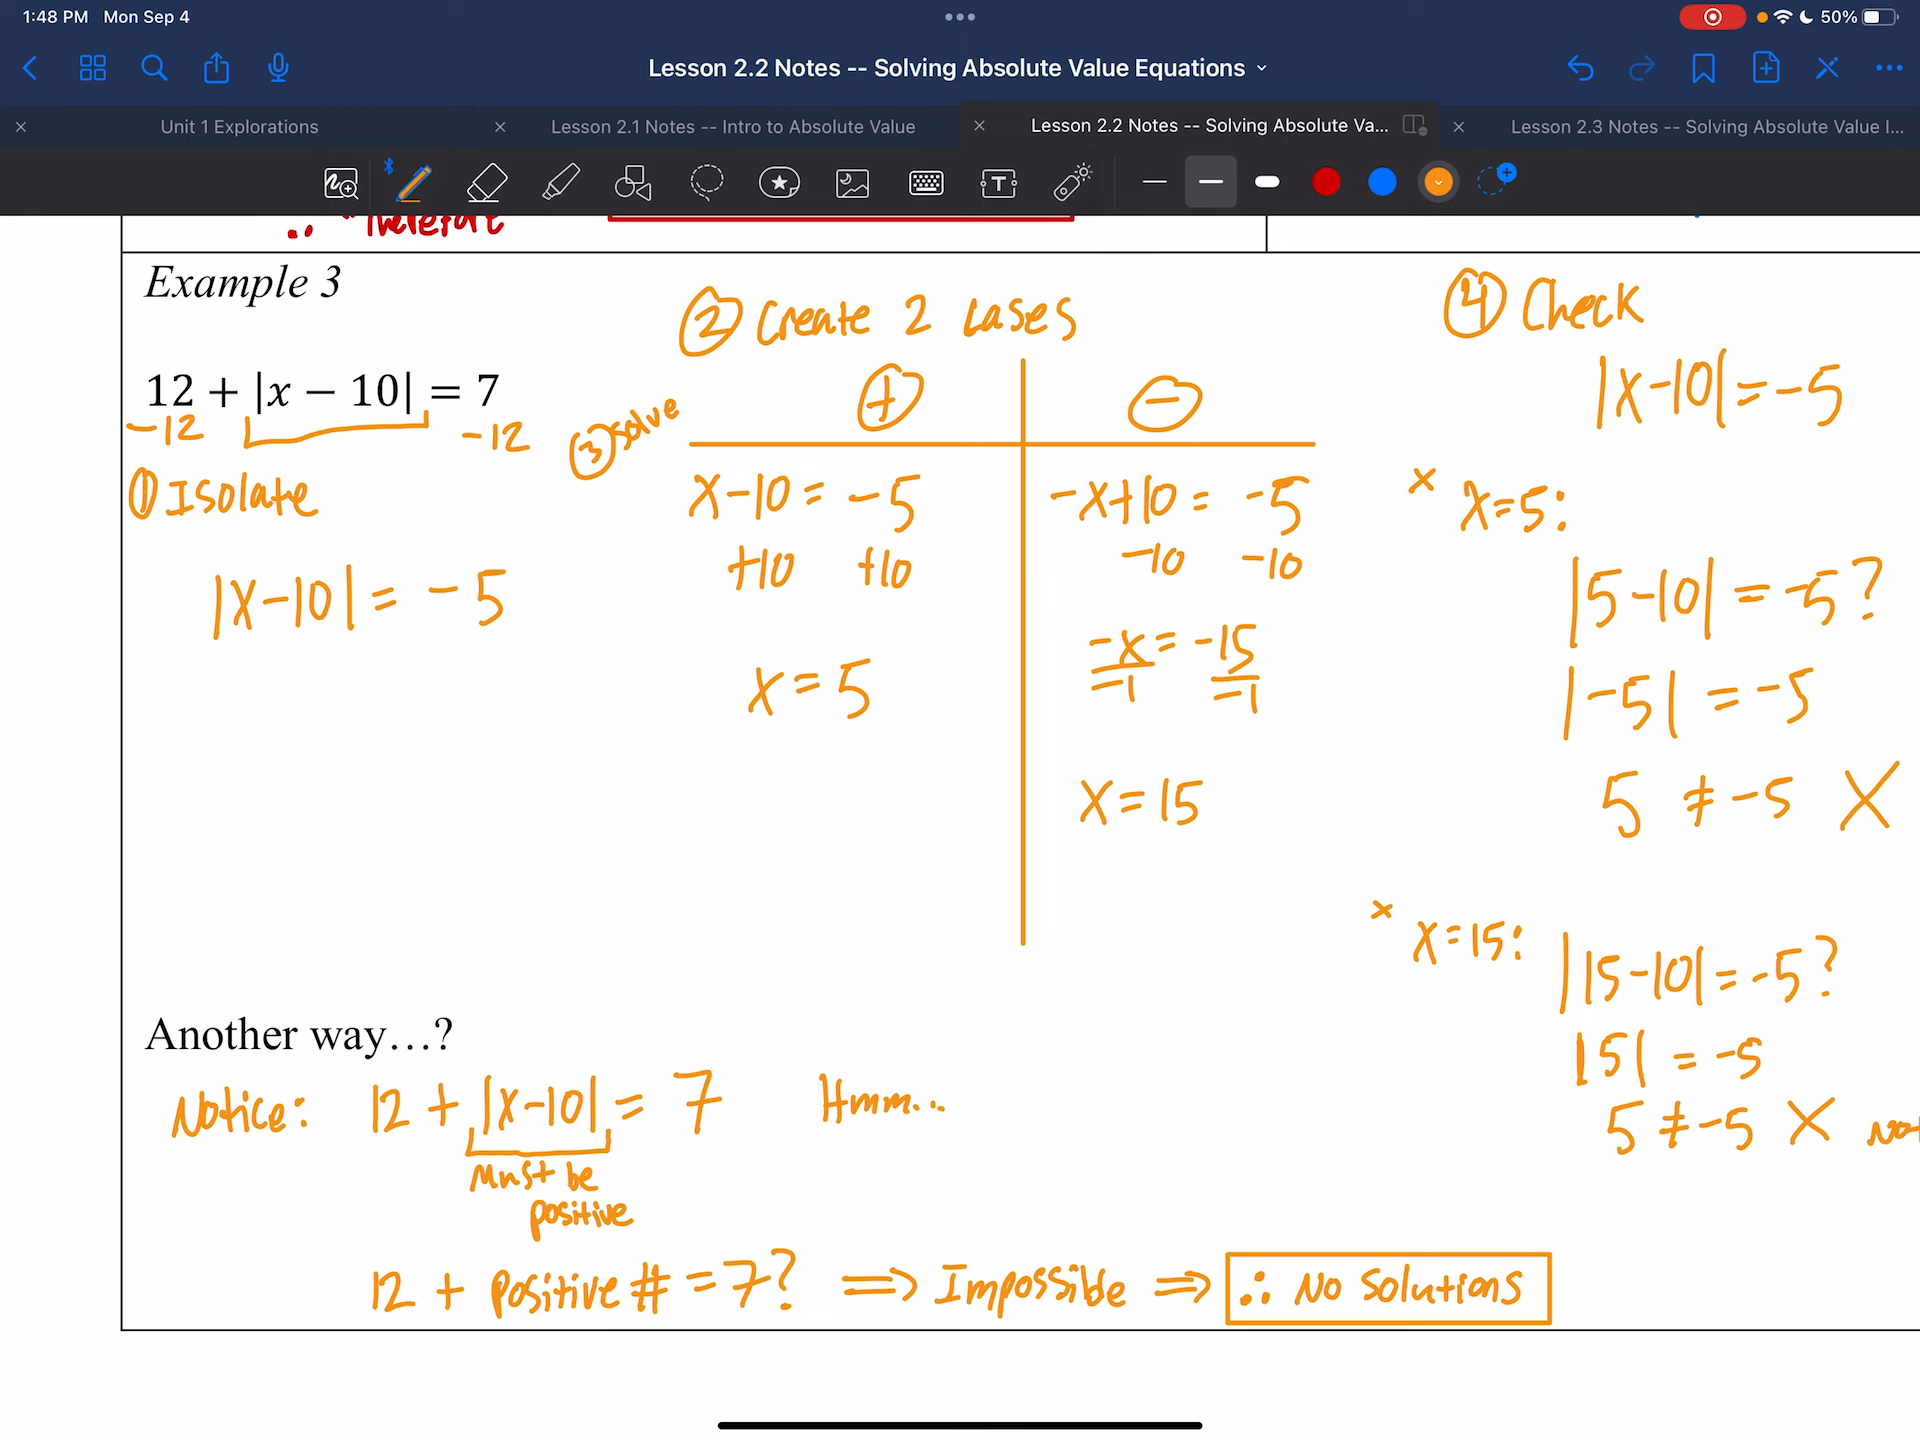 1:48 PM Mon Sep 4
50%
Lesson 2.2 Notes -- Solving Absolute Value Equations
Unit 1 Explorations
Lesson 2.1 Notes -- Intro to Absolute Value
Lesson 2.2 Notes -- Solving Absolute Va...
Lesson 2.3 Notes -- Solving Absolute Value I...
∴ "Therefore
Example 3
12 + |x − 10| = 7
-12 -12
① Isolate
|x-10| = -5
② Create 2 cases
+ −
③ solve
x-10 = -5
+10 +10
x = 5
-x+10 = -5
-10 -10
-x = -15
-1 -1
x = 15
④ Check
|x-10| = -5
* x=5:
|5-10| = -5?
|-5| = -5
5 ≠ -5 X
* x=15:
|15-10| = -5?
|5| = -5
5 ≠ -5 X
Another way…?
Notice: 12 + |x-10| = 7 Hmm...
Must be
positive
12 + positive # = 7? ⟹ Impossible ⟹ ∴ No Solutions